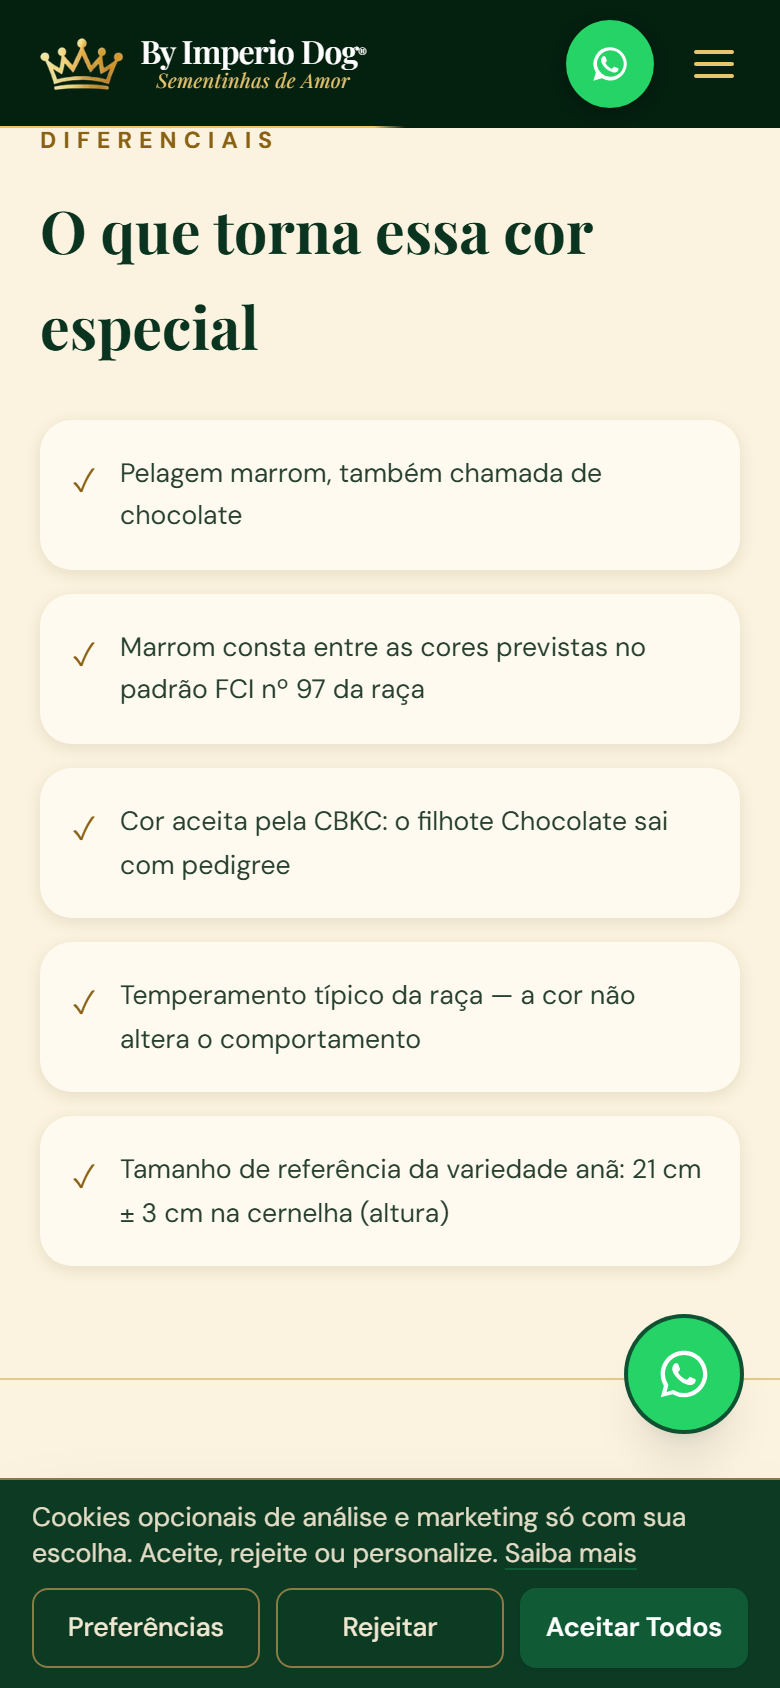 By Imperio Dog®
Sementinhas de Amor
DIFERENCIAIS
O que torna essa cor
especial
✓ Pelagem marrom, também chamada de
chocolate
✓ Marrom consta entre as cores previstas no
padrão FCI nº 97 da raça
✓ Cor aceita pela CBKC: o filhote Chocolate sai
com pedigree
✓ Temperamento típico da raça — a cor não
altera o comportamento
✓ Tamanho de referência da variedade anã: 21 cm
± 3 cm na cernelha (altura)
Cookies opcionais de análise e marketing só com sua
escolha. Aceite, rejeite ou personalize. Saiba mais
Preferências Rejeitar Aceitar Todos